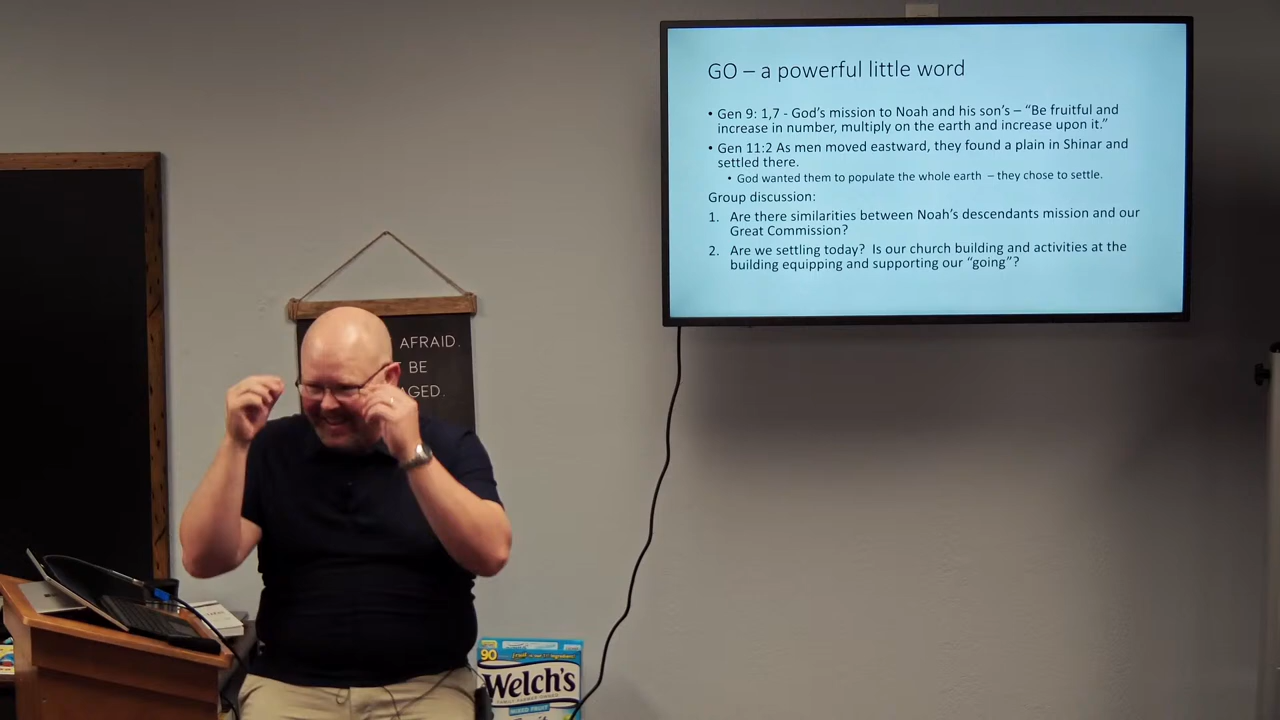 GO – a powerful little word
• Gen 9: 1,7 - God's mission to Noah and his son's – "Be fruitful and
increase in number, multiply on the earth and increase upon it."
• Gen 11:2 As men moved eastward, they found a plain in Shinar and
settled there.
• God wanted them to populate the whole earth – they chose to settle.
Group discussion:
1. Are there similarities between Noah's descendants mission and our
Great Commission?
2. Are we settling today? Is our church building and activities at the
building equipping and supporting our "going"?
AFRAID.
BE
AGED.
90
Welch's
MIXED FRUIT